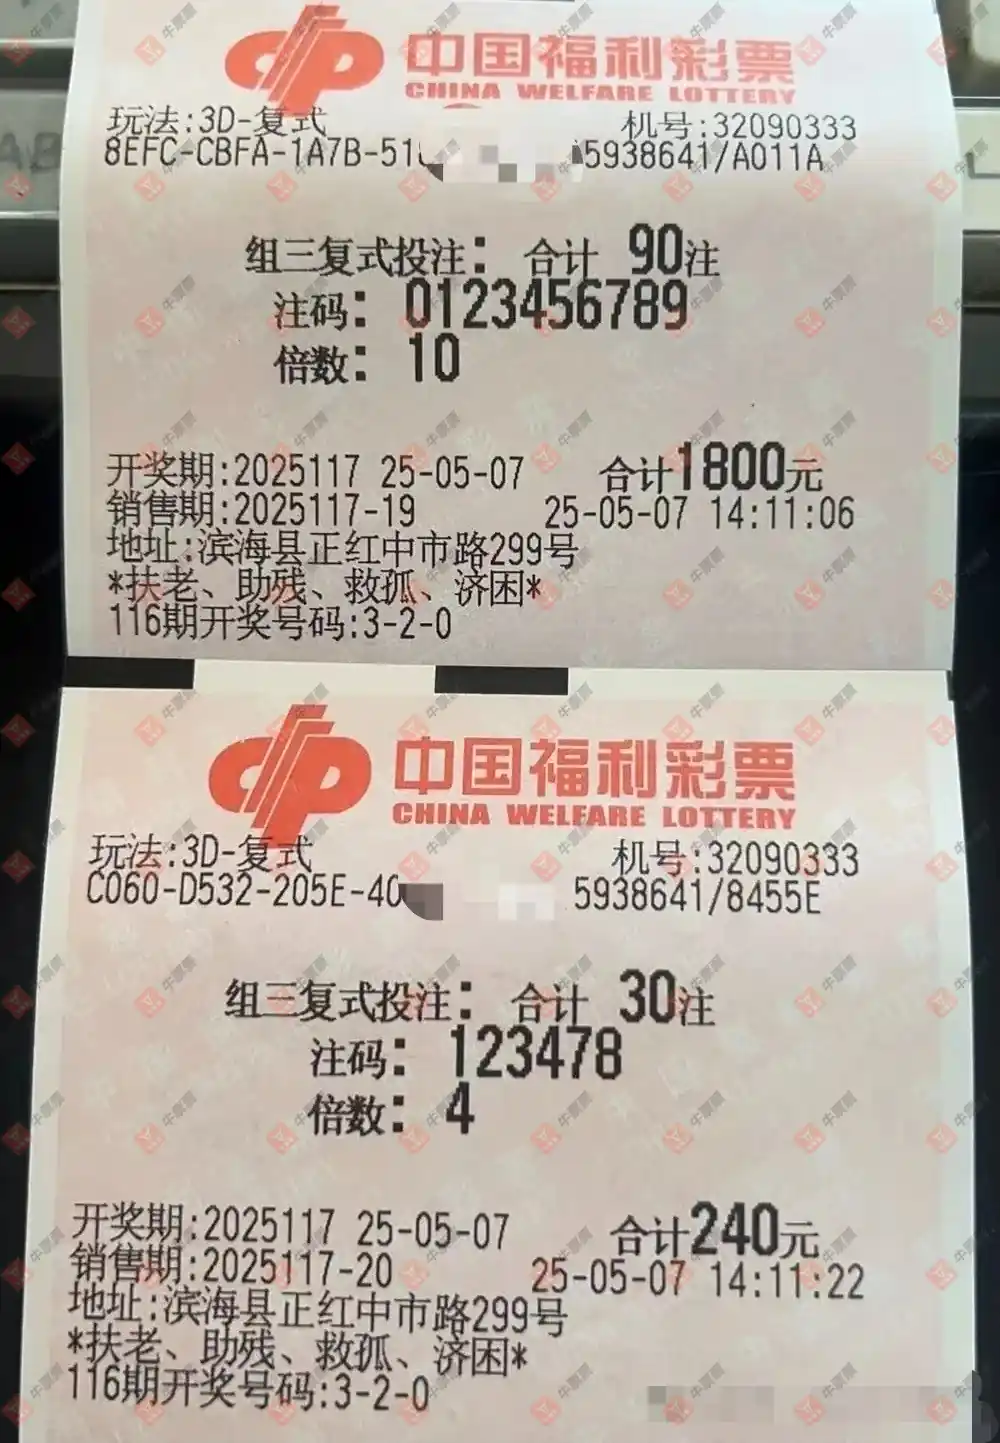 中国福利彩票
CHINA WELFARE LOTTERY
玩法:3D-复式 机号:32090333
8EFC-CBFA-1A7B-51 5938641/A011A
组三复式投注: 合计 90注
注码: 0123456789
倍数: 10
开奖期:2025117 25-05-07 合计1800元
销售期:2025117-19 25-05-07 14:11:06
地址:滨海县正红中市路299号
*扶老、助残、救孤、济困*
116期开奖号码:3-2-0
中国福利彩票
CHINA WELFARE LOTTERY
玩法:3D-复式 机号:32090333
C060-D532-205E-40 5938641/8455E
组三复式投注: 合计 30注
注码: 123478
倍数: 4
开奖期:2025117 25-05-07 合计240元
销售期:2025117-20 25-05-07 14:11:22
地址:滨海县正红中市路299号
*扶老、助残、救孤、济困*
116期开奖号码:3-2-0